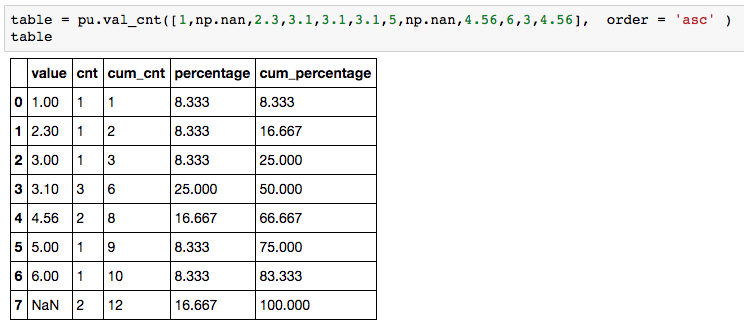 table = pu.val_cnt([1,np.nan,2.3,3.1,3.1,3.1,5,np.nan,4.56,6,3,4.56],  order = 'asc' )
table
value cnt cum_cnt percentage cum_percentage
0 1.00 1 1 8.333 8.333
1 2.30 1 2 8.333 16.667
2 3.00 1 3 8.333 25.000
3 3.10 3 6 25.000 50.000
4 4.56 2 8 16.667 66.667
5 5.00 1 9 8.333 75.000
6 6.00 1 10 8.333 83.333
7 NaN 2 12 16.667 100.000